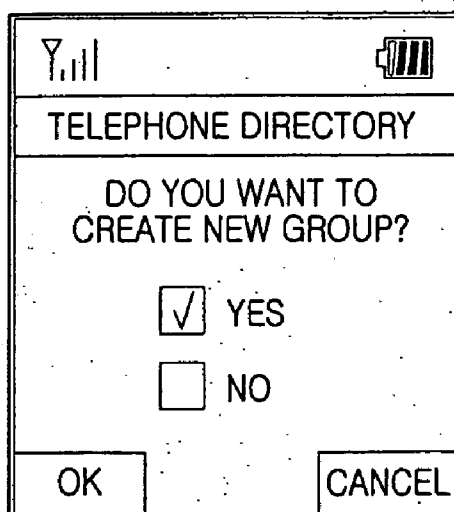 TELEPHONE DIRECTORY
DO YOU WANT TO
CREATE NEW GROUP?
YES
NO
OK CANCEL